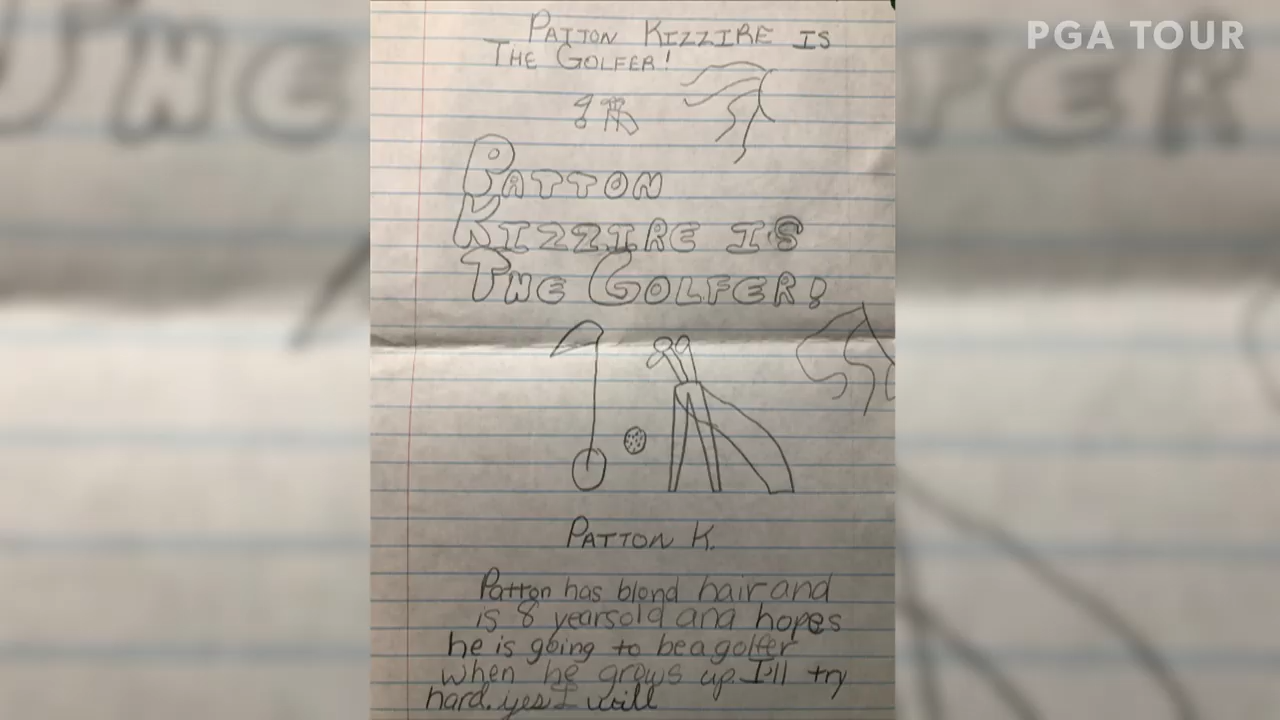 PATTON KIZZIRE IS
PGA TOUR
THE GOLFER!
PATTON
KIZZIRE IS
THE GOLFER!
PATTON K.
Patton has blond hair and
is 8 yearsold and hopes
he is going to be a golfer
when he grows up. I'll try
hard. yes I will